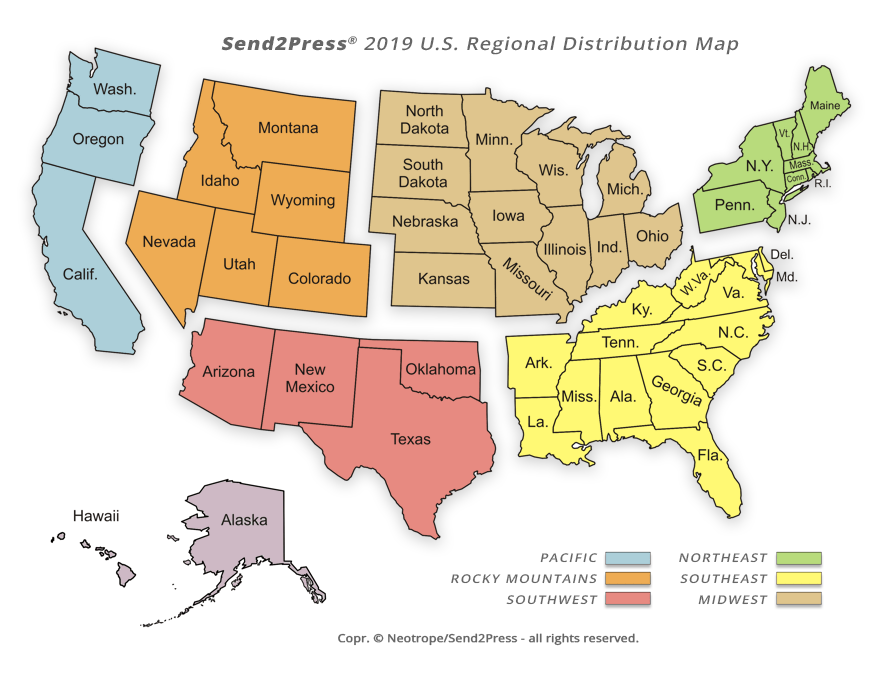 Send2Press® 2019 U.S. Regional Distribution Map
Wash.
Oregon
Calif.
Montana
Idaho
Wyoming
Nevada
Utah
Colorado
North
Dakota
South
Dakota
Nebraska
Kansas
Minn.
Iowa
Missouri
Wis.
Illinois
Mich.
Ind.
Ohio
Maine
Vt.
N.H.
N.Y.
Mass.
Conn.
R.I.
Penn.
N.J.
Del.
Md.
W.Va.
Va.
Ky.
N.C.
Tenn.
S.C.
Ark.
Miss.
Ala.
Georgia
La.
Fla.
Arizona
New
Mexico
Oklahoma
Texas
Hawaii
Alaska
PACIFIC
ROCKY MOUNTAINS
SOUTHWEST
NORTHEAST
SOUTHEAST
MIDWEST
Copr. © Neotrope/Send2Press - all rights reserved.